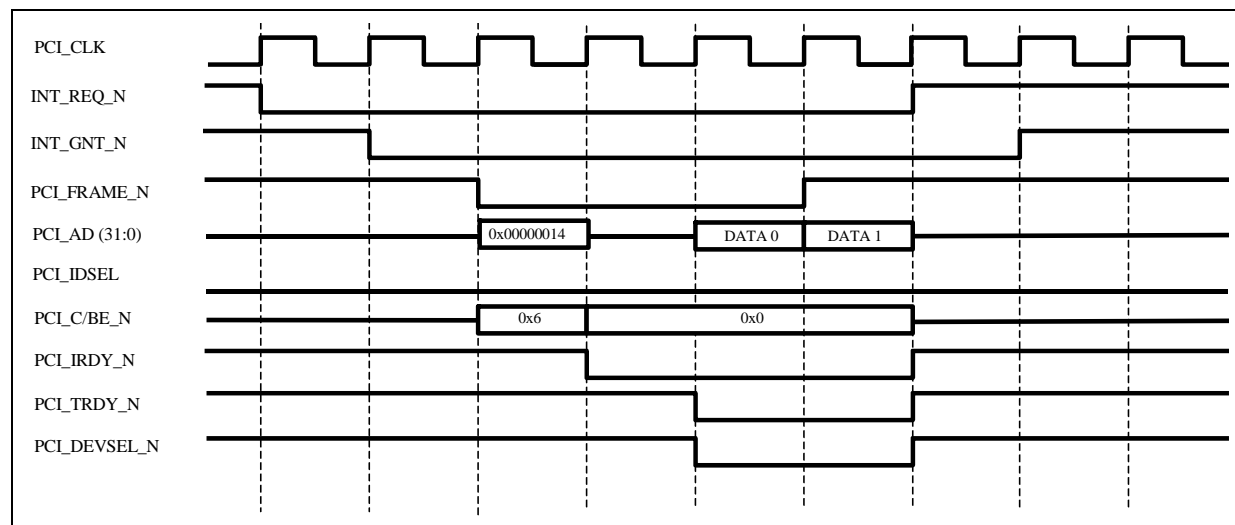 PCI_CLK
INT_REQ_N
INT_GNT_N
PCI_FRAME_N
PCI_AD (31:0) 0x00000014 DATA 0 DATA 1
PCI_IDSEL
PCI_C/BE_N 0x6 0x0
PCI_IRDY_N
PCI_TRDY_N
PCI_DEVSEL_N